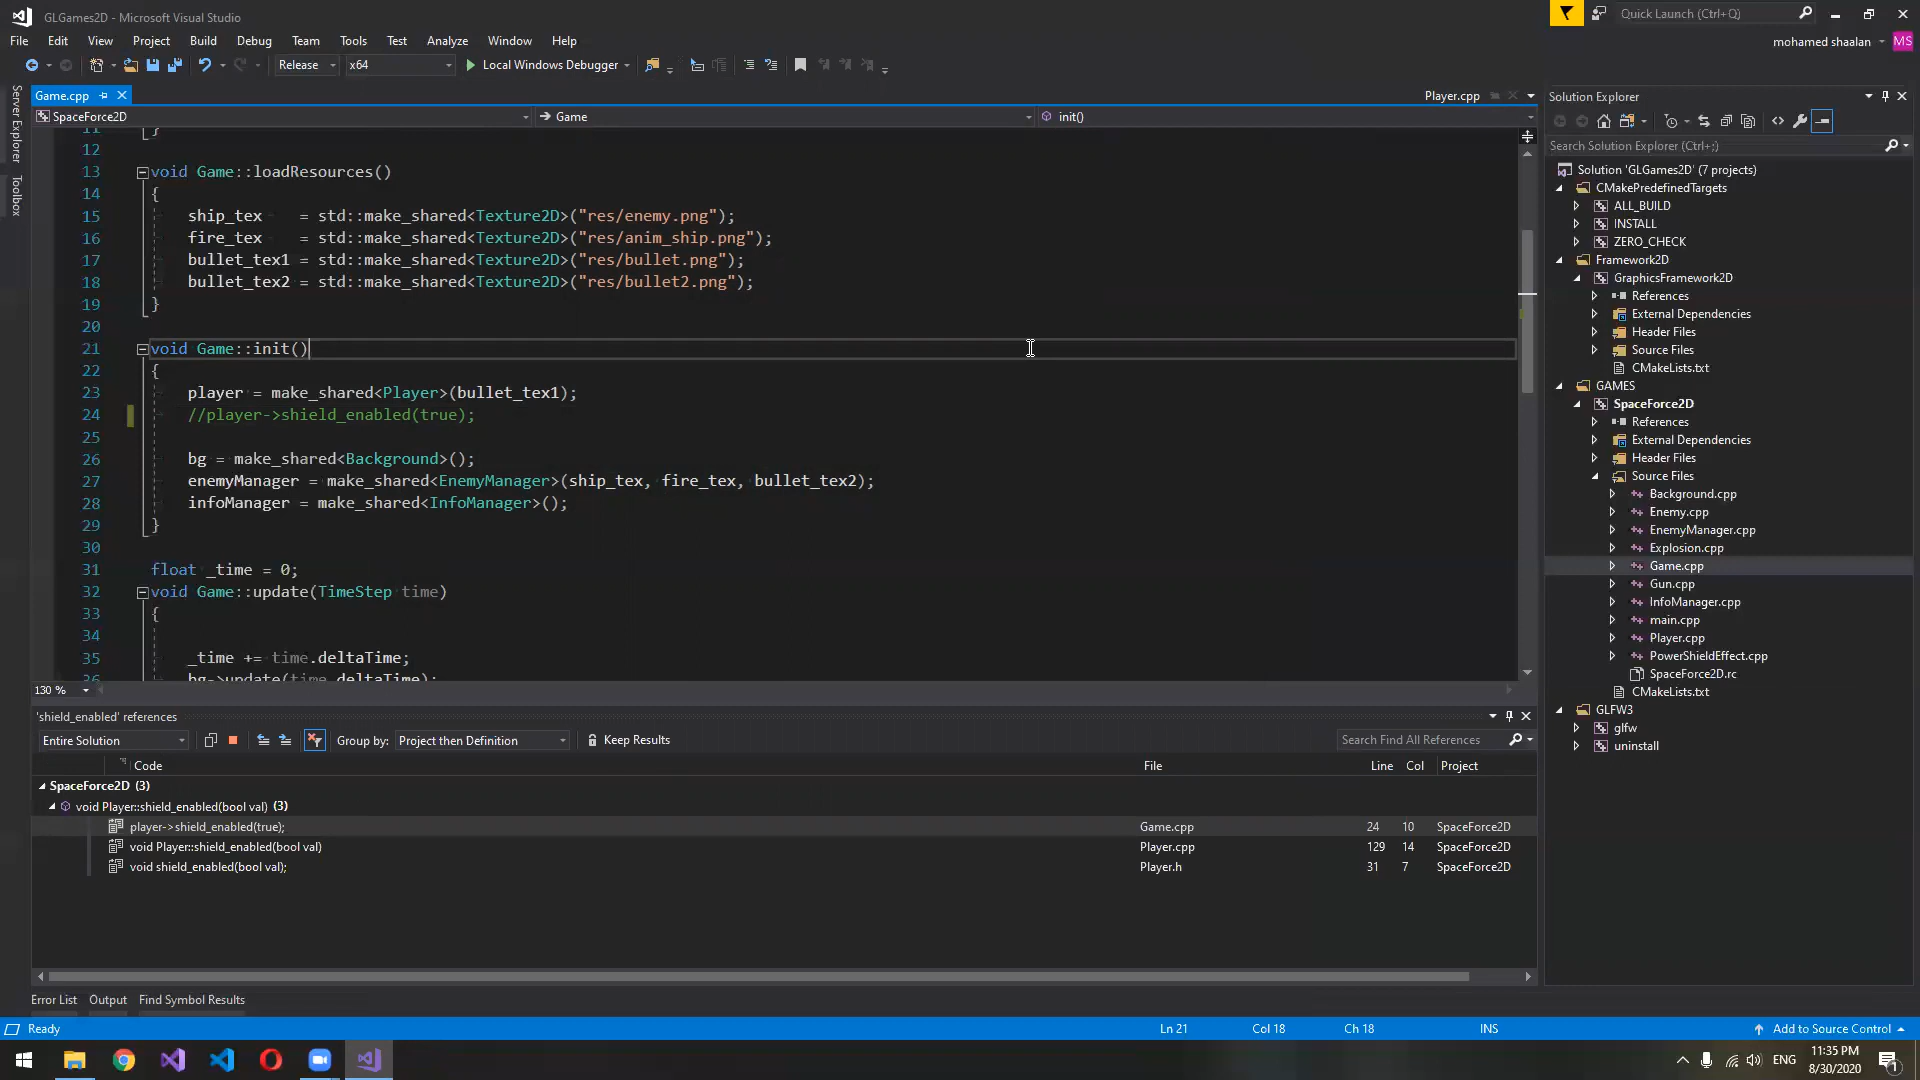 GLGames2D - Microsoft Visual Studio
Quick Launch (Ctrl+Q)
File Edit View Project Build Debug Team Tools Test Analyze Window Help
mohamed shaalan MS
Release x64 Local Windows Debugger
Server Explorer
Toolbox
Game.cpp Player.cpp
SpaceForce2D Game init()
12
13 void Game::loadResources()
14 {
15 ship_tex = std::make_shared<Texture2D>("res/enemy.png");
16 fire_tex = std::make_shared<Texture2D>("res/anim_ship.png");
17 bullet_tex1 = std::make_shared<Texture2D>("res/bullet.png");
18 bullet_tex2 = std::make_shared<Texture2D>("res/bullet2.png");
19 }
20
21 void Game::init()
22 {
23 player = make_shared<Player>(bullet_tex1);
24 //player->shield_enabled(true);
25
26 bg = make_shared<Background>();
27 enemyManager = make_shared<EnemyManager>(ship_tex, fire_tex, bullet_tex2);
28 infoManager = make_shared<InfoManager>();
29 }
30
31 float _time = 0;
32 void Game::update(TimeStep time)
33 {
34
35 _time += time.deltaTime;
36 bg->update(time.deltaTime);
130 %
'shield_enabled' references
Entire Solution Group by: Project then Definition Keep Results Search Find All References
Code File Line Col Project
SpaceForce2D (3)
void Player::shield_enabled(bool val) (3)
player->shield_enabled(true); Game.cpp 24 10 SpaceForce2D
void Player::shield_enabled(bool val) Player.cpp 129 14 SpaceForce2D
void shield_enabled(bool val); Player.h 31 7 SpaceForce2D
Error List Output Find Symbol Results
Solution Explorer
Search Solution Explorer (Ctrl+;)
Solution 'GLGames2D' (7 projects)
CMakePredefinedTargets
ALL_BUILD
INSTALL
ZERO_CHECK
Framework2D
GraphicsFramework2D
References
External Dependencies
Header Files
Source Files
CMakeLists.txt
GAMES
SpaceForce2D
References
External Dependencies
Header Files
Source Files
Background.cpp
Enemy.cpp
EnemyManager.cpp
Explosion.cpp
Game.cpp
Gun.cpp
InfoManager.cpp
main.cpp
Player.cpp
PowerShieldEffect.cpp
SpaceForce2D.rc
CMakeLists.txt
GLFW3
glfw
uninstall
Ready Ln 21 Col 18 Ch 18 INS Add to Source Control
ENG 11:35 PM
8/30/2020
1